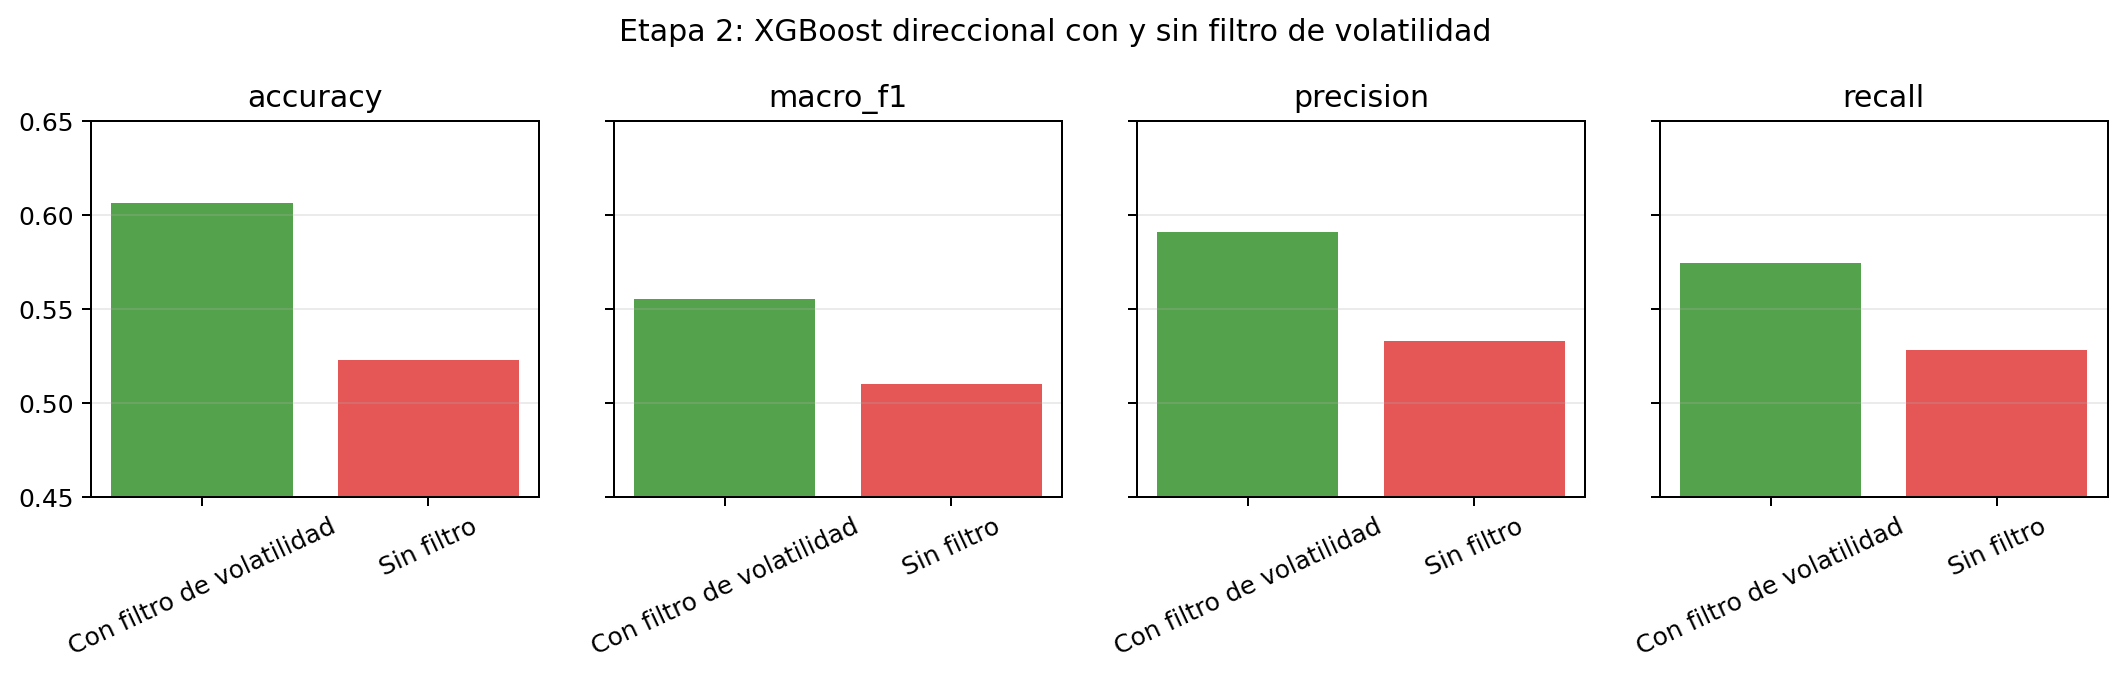 Etapa 2: XGBoost direccional con y sin filtro de volatilidad
accuracy
macro_f1
precision
recall
0.65
0.60
0.55
0.50
0.45
Con filtro de volatilidad
Sin filtro
Con filtro de volatilidad
Sin filtro
Con filtro de volatilidad
Sin filtro
Con filtro de volatilidad
Sin filtro